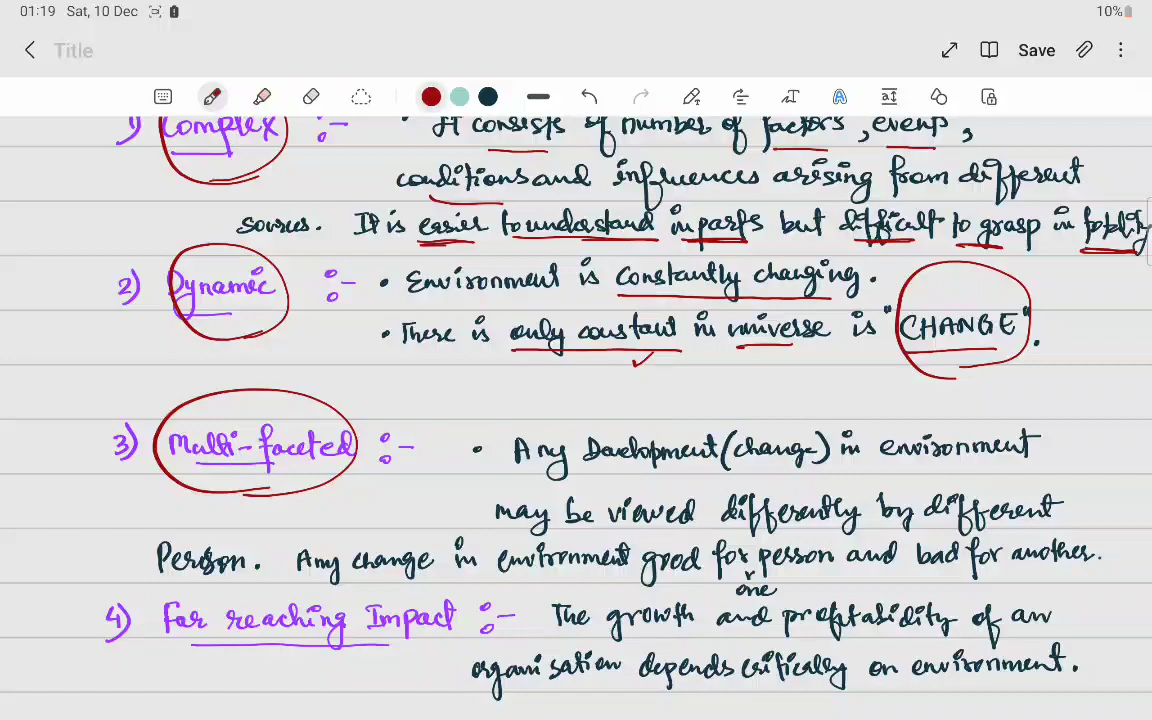 01:19 Sat, 10 Dec 10%
Title Save
1) Complex :- • It consists of number of factors, events,
conditions and influences arising from different
sources. It is easier to understand in parts but difficult to grasp in totality
2) Dynamic :- • Environment is constantly changing.
• There is only constant in universe is "CHANGE".
3) Multi-faceted :- • Any Development (change) in environment
may be viewed differently by different
Person. Any change in environment good for person and bad for another.
one
4) Far reaching Impact :- The growth and profitability of an
organisation depends critically on environment.